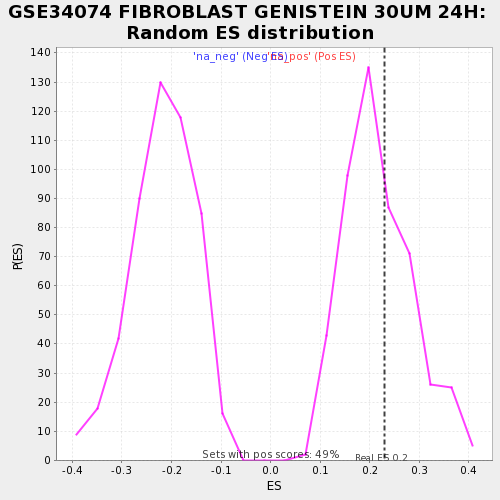 GSE34074 FIBROBLAST GENISTEIN 30UM 24H:
Random ES distribution
'na_neg' (Neg ES) 'na_pos' (Pos ES)
140
130
120
110
100
90
80
70
60
50
40
30
20
10
0
P(ES)
Sets with pos scores: 49%
Real ES 0.2
-0.4 -0.3 -0.2 -0.1 0.0 0.1 0.2 0.3 0.4
ES